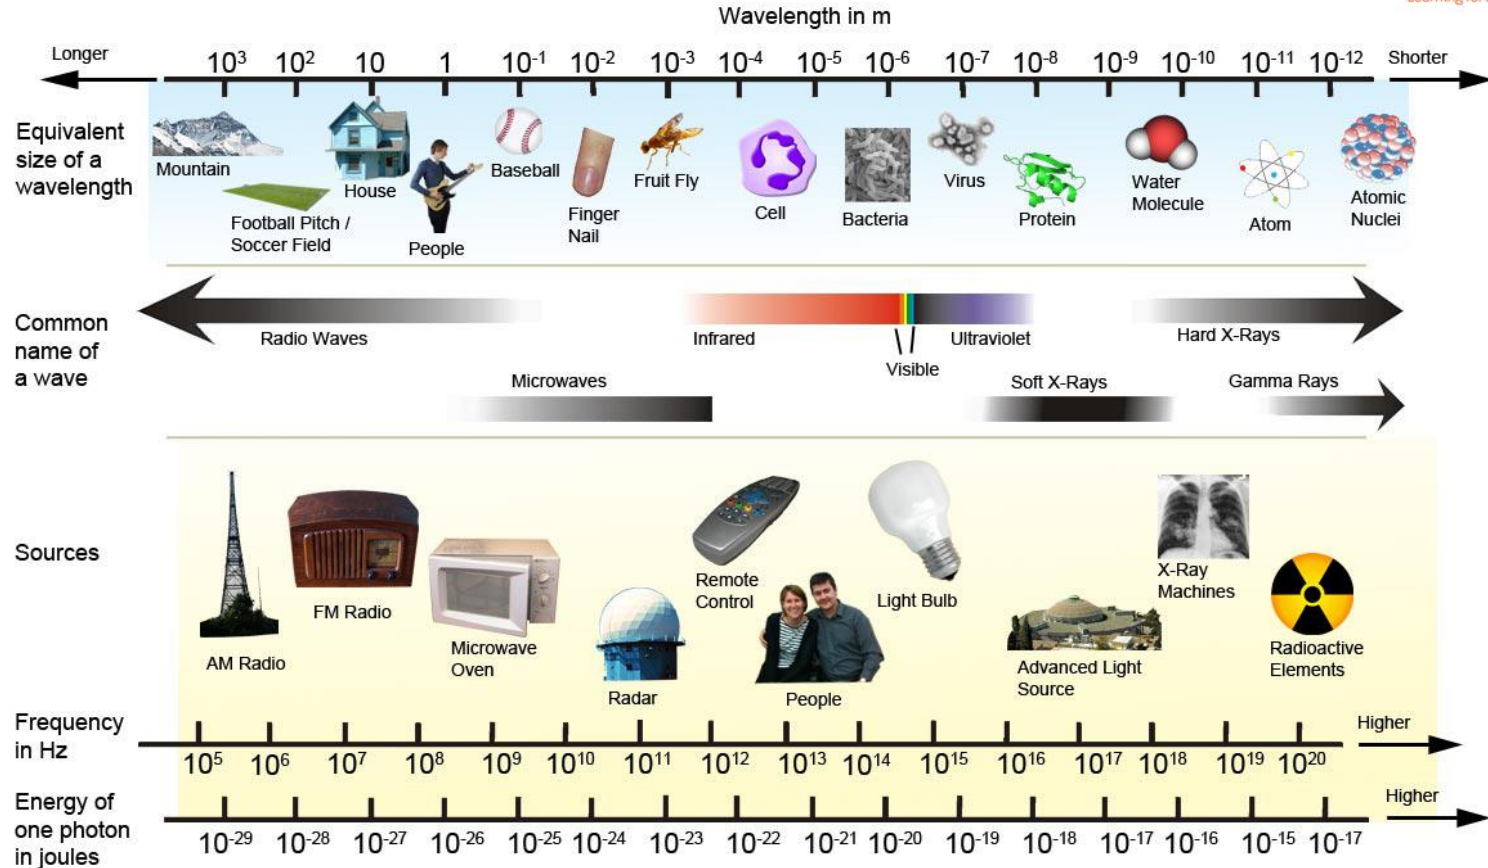 Wavelength in m
Longer
10³ 10² 10 1 10⁻¹ 10⁻² 10⁻³ 10⁻⁴ 10⁻⁵ 10⁻⁶ 10⁻⁷ 10⁻⁸ 10⁻⁹ 10⁻¹⁰ 10⁻¹¹ 10⁻¹²
Shorter
Equivalent
size of a
wavelength
Mountain
Football Pitch /
Soccer Field
House
People
Baseball
Finger
Nail
Fruit Fly
Cell
Bacteria
Virus
Protein
Water
Molecule
Atom
Atomic
Nuclei
Common
name of
a wave
Radio Waves
Infrared
Visible
Ultraviolet
Hard X-Rays
Microwaves
Soft X-Rays
Gamma Rays
Sources
AM Radio
FM Radio
Microwave
Oven
Radar
Remote
Control
People
Light Bulb
Advanced Light
Source
X-Ray
Machines
Radioactive
Elements
Frequency
in Hz
10⁵ 10⁶ 10⁷ 10⁸ 10⁹ 10¹⁰ 10¹¹ 10¹² 10¹³ 10¹⁴ 10¹⁵ 10¹⁶ 10¹⁷ 10¹⁸ 10¹⁹ 10²⁰
Higher
Energy of
one photon
in joules
10⁻²⁹ 10⁻²⁸ 10⁻²⁷ 10⁻²⁶ 10⁻²⁵ 10⁻²⁴ 10⁻²³ 10⁻²² 10⁻²¹ 10⁻²⁰ 10⁻¹⁹ 10⁻¹⁸ 10⁻¹⁷ 10⁻¹⁶ 10⁻¹⁵ 10⁻¹⁷
Higher